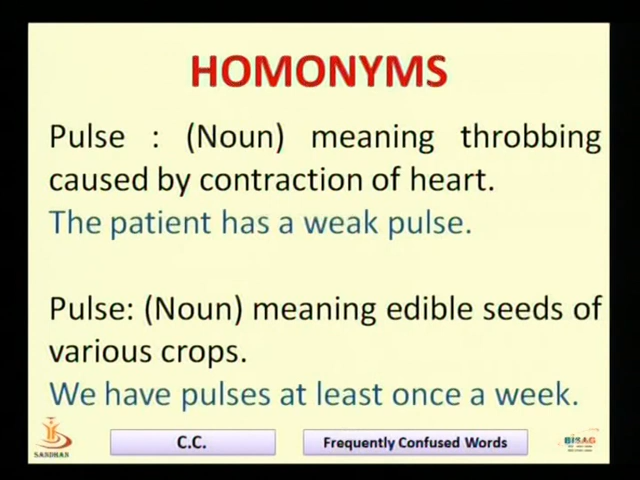 HOMONYMS
Pulse : (Noun) meaning throbbing
caused by contraction of heart.
The patient has a weak pulse.
Pulse: (Noun) meaning edible seeds of
various crops.
We have pulses at least once a week.
SANDHAN
C.C.
Frequently Confused Words
BISAG